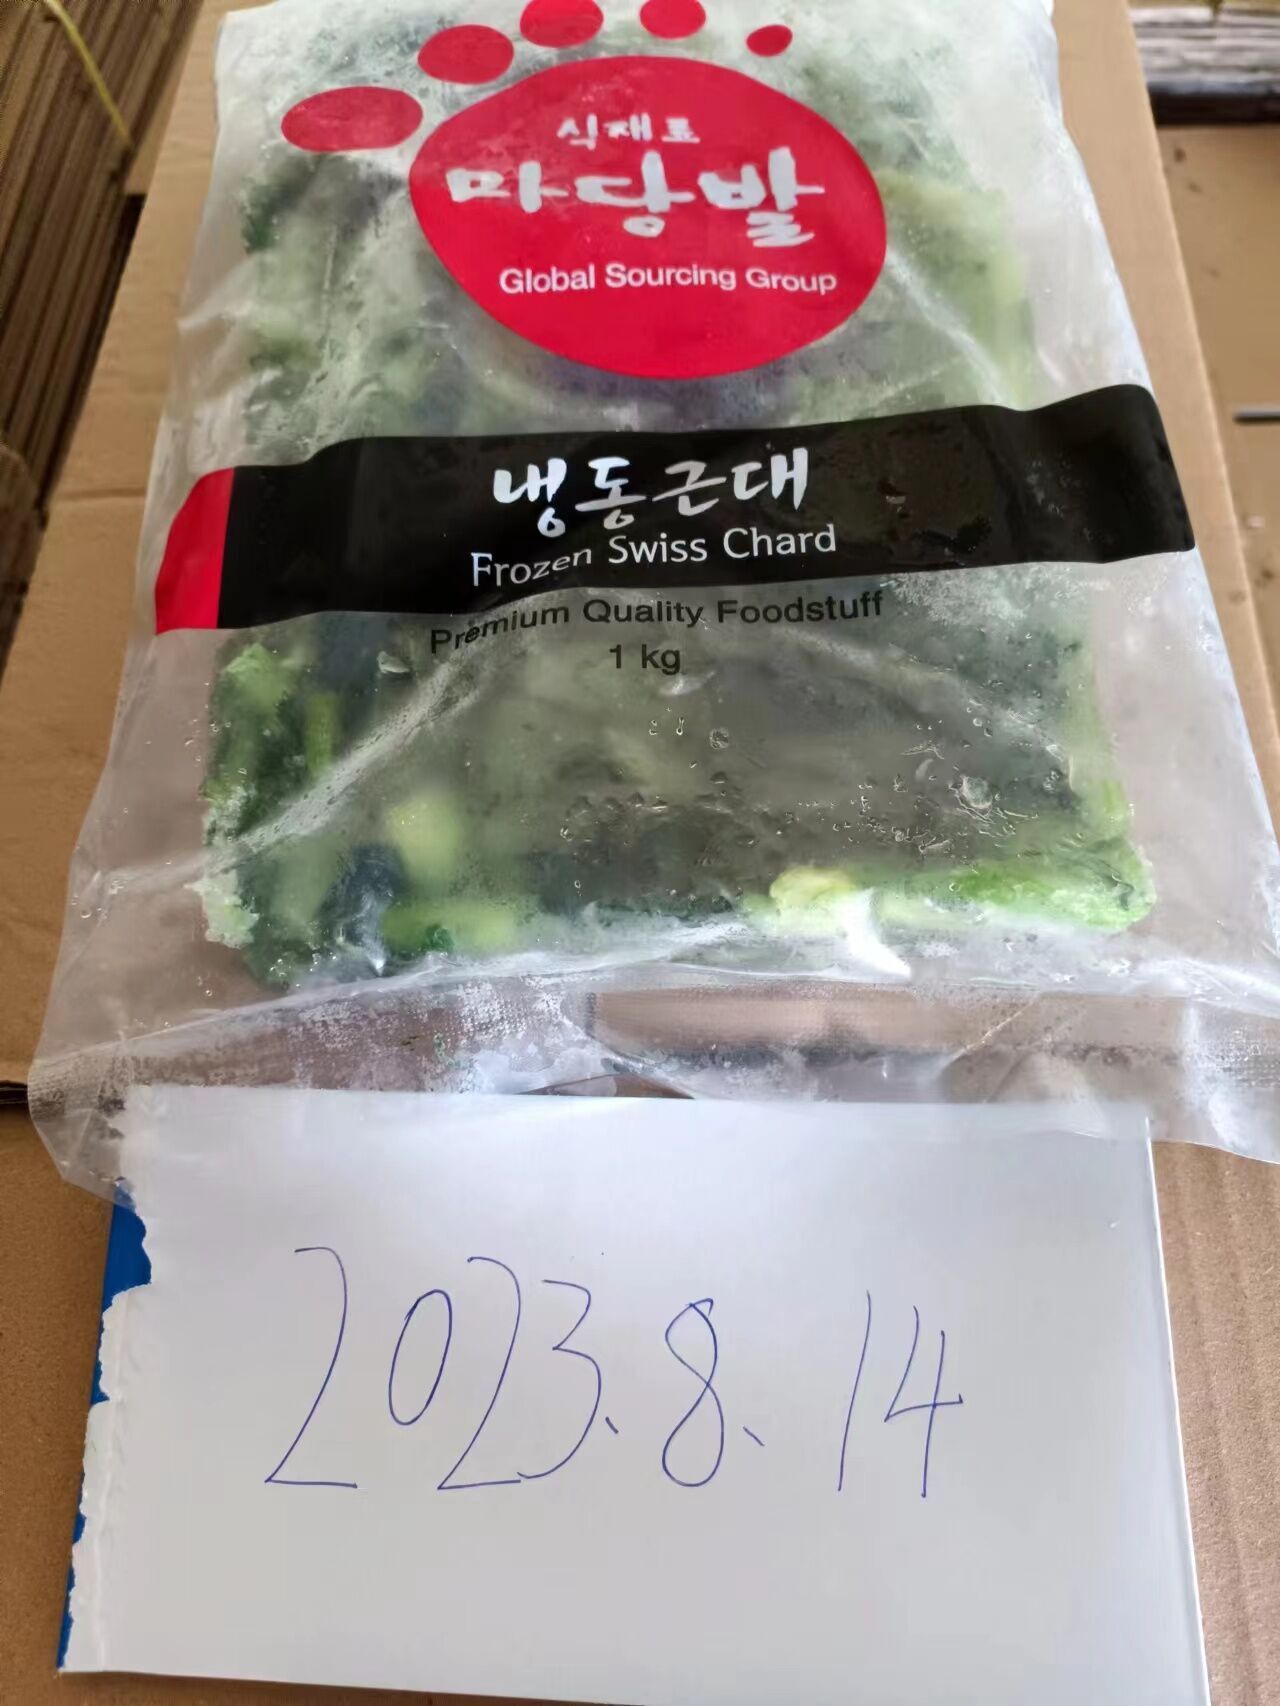 식재료
마당발
Global Sourcing Group
냉동근대
Frozen Swiss Chard
Premium Quality Foodstuff
1 kg
2023、8、14